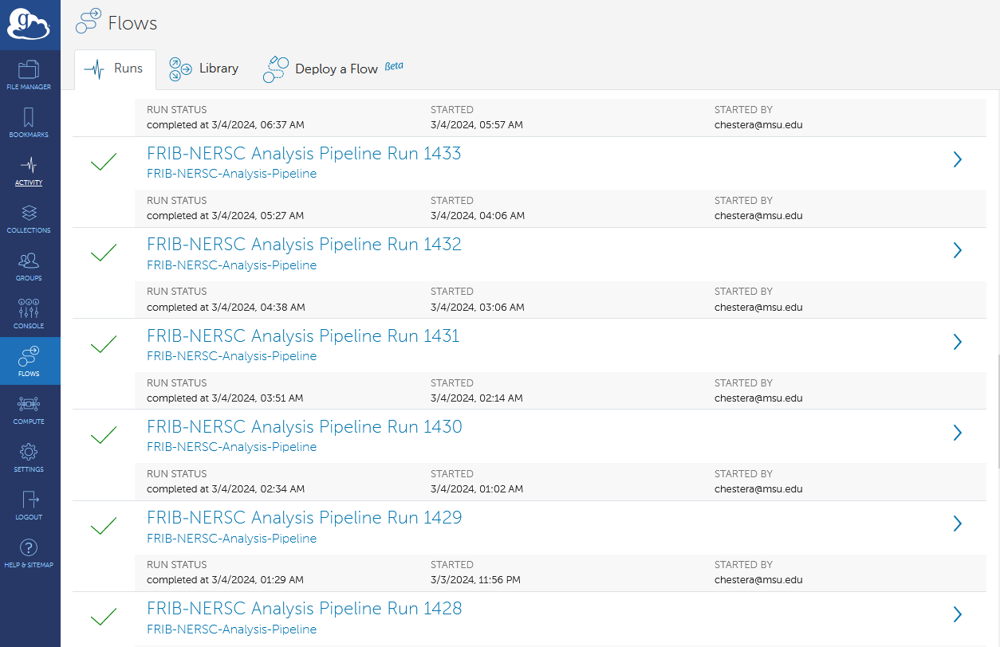 g
Flows
FILE MANAGER
BOOKMARKS
ACTIVITY
COLLECTIONS
GROUPS
CONSOLE
FLOWS
COMPUTE
SETTINGS
LOGOUT
?
HELP & SITEMAP
Runs Library Deploy a Flow Beta
RUN STATUS STARTED STARTED BY
completed at 3/4/2024, 06:37 AM 3/4/2024, 05:57 AM chestera@msu.edu
FRIB-NERSC Analysis Pipeline Run 1433
FRIB-NERSC-Analysis-Pipeline
RUN STATUS STARTED STARTED BY
completed at 3/4/2024, 05:27 AM 3/4/2024, 04:06 AM chestera@msu.edu
FRIB-NERSC Analysis Pipeline Run 1432
FRIB-NERSC-Analysis-Pipeline
RUN STATUS STARTED STARTED BY
completed at 3/4/2024, 04:38 AM 3/4/2024, 03:06 AM chestera@msu.edu
FRIB-NERSC Analysis Pipeline Run 1431
FRIB-NERSC-Analysis-Pipeline
RUN STATUS STARTED STARTED BY
completed at 3/4/2024, 03:51 AM 3/4/2024, 02:14 AM chestera@msu.edu
FRIB-NERSC Analysis Pipeline Run 1430
FRIB-NERSC-Analysis-Pipeline
RUN STATUS STARTED STARTED BY
completed at 3/4/2024, 02:34 AM 3/4/2024, 01:02 AM chestera@msu.edu
FRIB-NERSC Analysis Pipeline Run 1429
FRIB-NERSC-Analysis-Pipeline
RUN STATUS STARTED STARTED BY
completed at 3/4/2024, 01:29 AM 3/3/2024, 11:56 PM chestera@msu.edu
FRIB-NERSC Analysis Pipeline Run 1428
FRIB-NERSC-Analysis-Pipeline